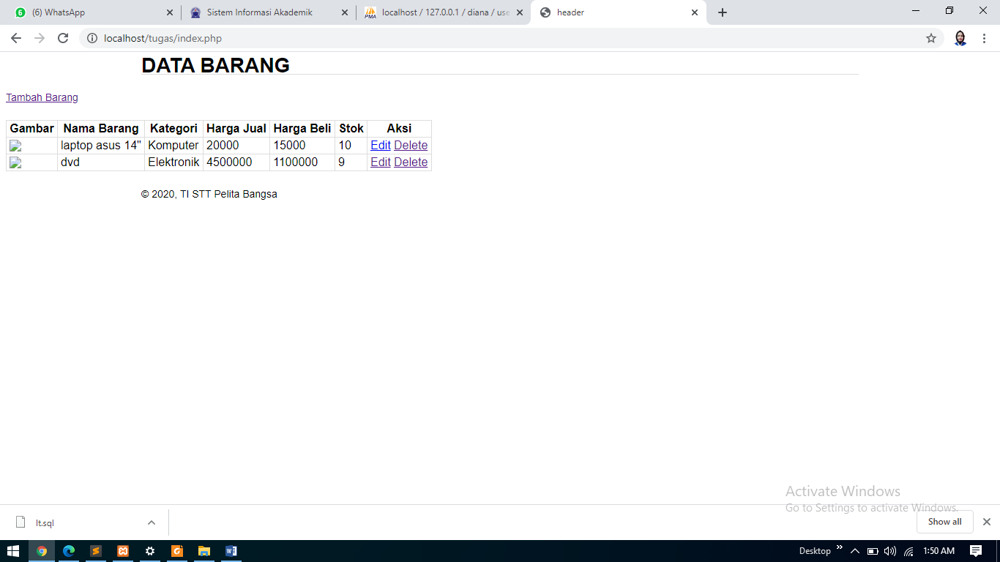 (6) WhatsApp
Sistem Informasi Akademik
localhost / 127.0.0.1 / diana / use
header
localhost/tugas/index.php
DATA BARANG
Tambah Barang
Gambar Nama Barang Kategori Harga Jual Harga Beli Stok Aksi
laptop asus 14" Komputer 20000 15000 10 Edit Delete
dvd Elektronik 4500000 1100000 9 Edit Delete
© 2020, TI STT Pelita Bangsa
Activate Windows
Go to Settings to activate Windows.
lt.sql
Show all
Desktop
1:50 AM